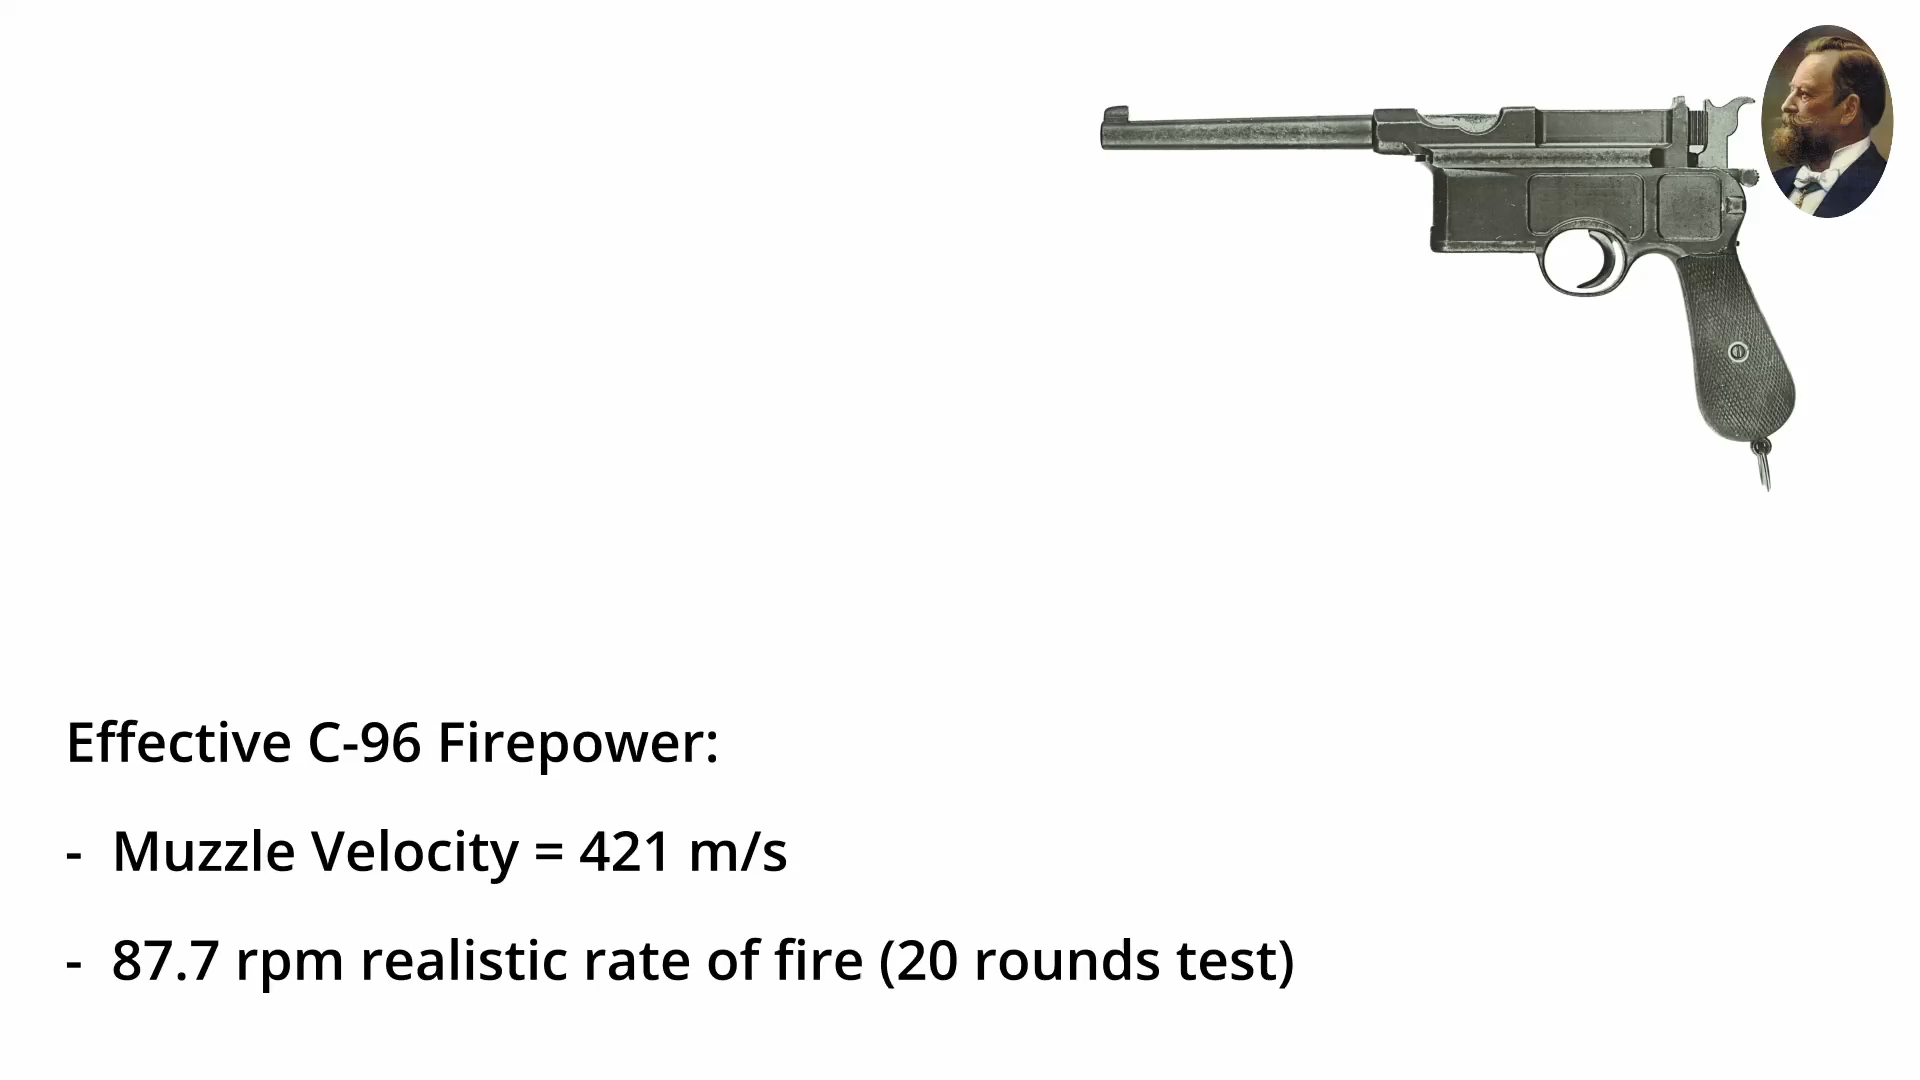 Effective C-96 Firepower:
- Muzzle Velocity = 421 m/s
- 87.7 rpm realistic rate of fire (20 rounds test)